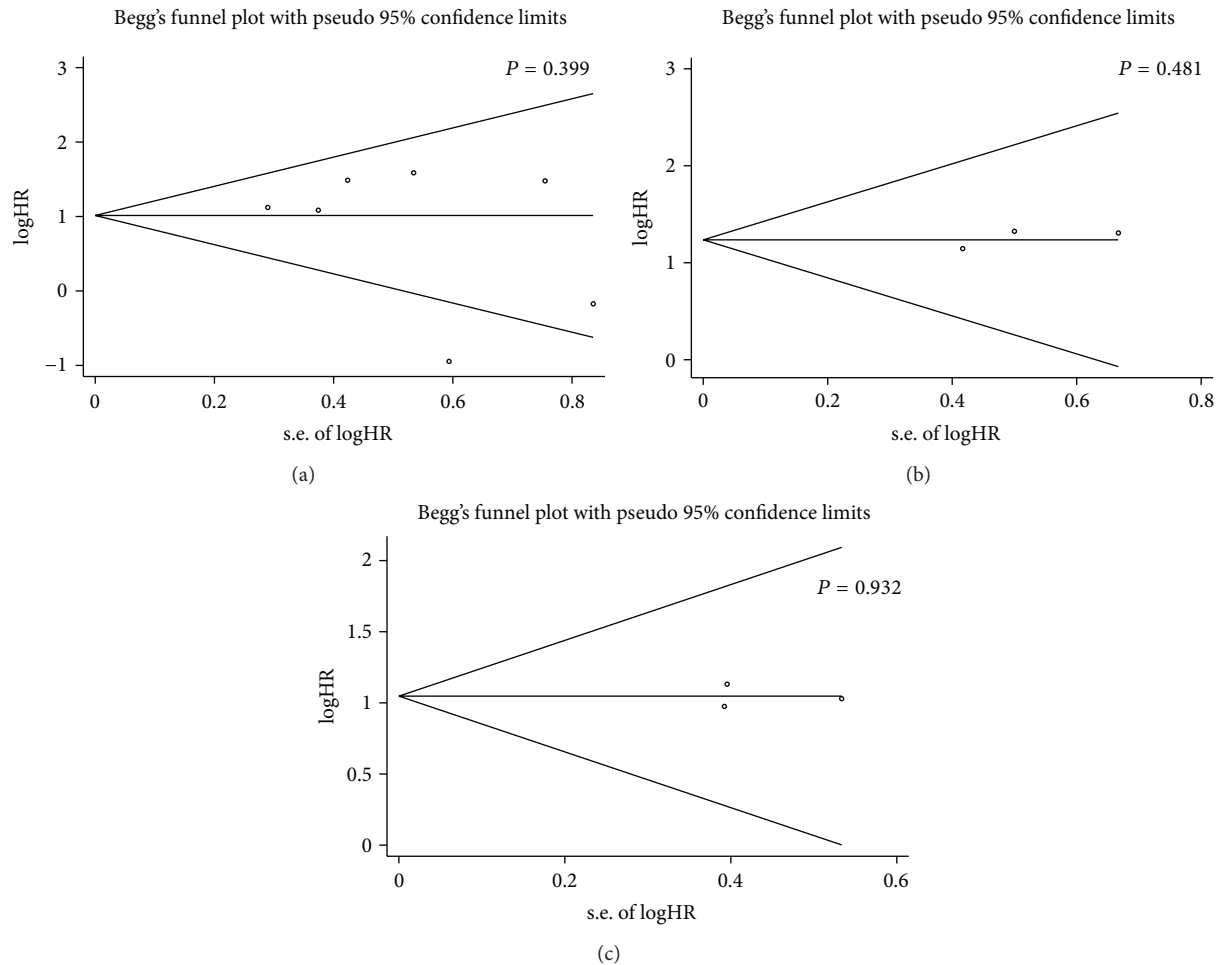 Begg's funnel plot with pseudo 95% confidence limits
P = 0.399
3
2
1
0
−1
logHR
0
0.2
0.4
0.6
0.8
s.e. of logHR
(a)
Begg's funnel plot with pseudo 95% confidence limits
P = 0.481
3
2
1
0
logHR
0
0.2
0.4
0.6
0.8
s.e. of logHR
(b)
Begg's funnel plot with pseudo 95% confidence limits
P = 0.932
2
1.5
1
0.5
0
logHR
0
0.2
0.4
0.6
s.e. of logHR
(c)